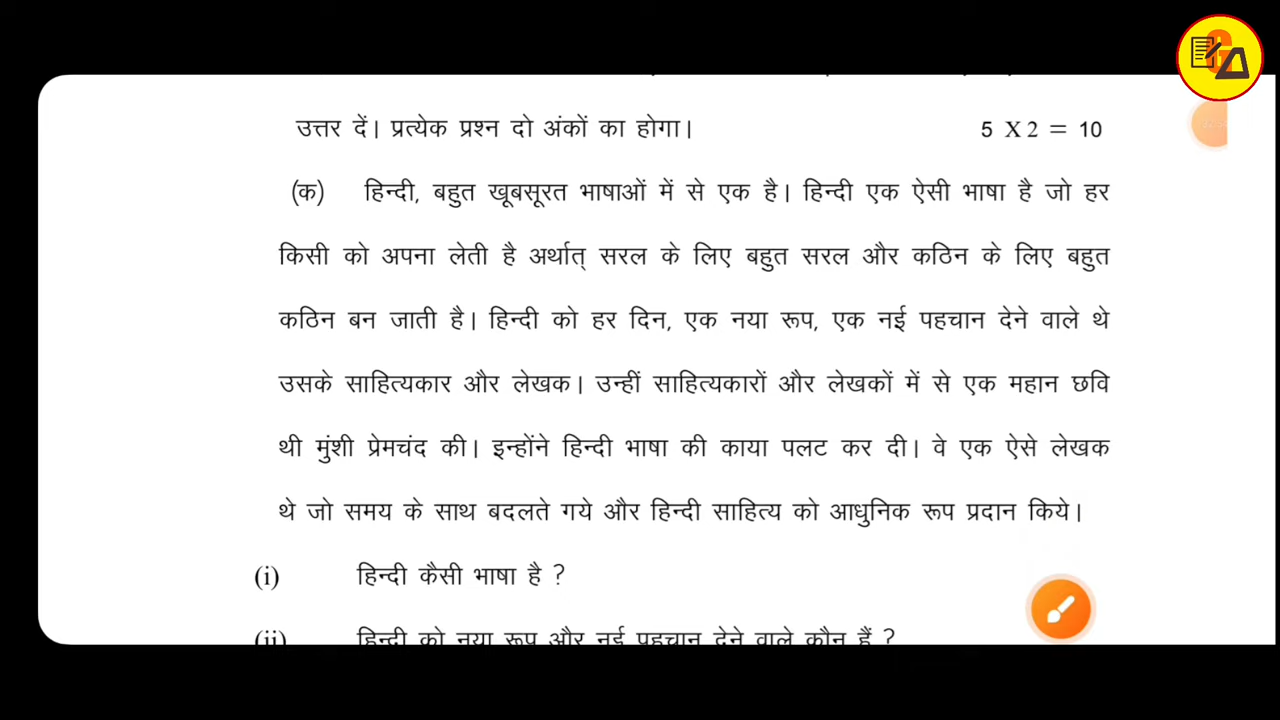 उत्तर दें। प्रत्येक प्रश्न दो अंकों का होगा। 5 X 2 = 10
(क) हिन्दी, बहुत खूबसूरत भाषाओं में से एक है। हिन्दी एक ऐसी भाषा है जो हर
किसी को अपना लेती है अर्थात् सरल के लिए बहुत सरल और कठिन के लिए बहुत
कठिन बन जाती है। हिन्दी को हर दिन, एक नया रूप, एक नई पहचान देने वाले थे
उसके साहित्यकार और लेखक। उन्हीं साहित्यकारों और लेखकों में से एक महान छवि
थी मुंशी प्रेमचंद की। इन्होंने हिन्दी भाषा की काया पलट कर दी। वे एक ऐसे लेखक
थे जो समय के साथ बदलते गये और हिन्दी साहित्य को आधुनिक रूप प्रदान किये।
(i) हिन्दी कैसी भाषा है ?
(ii) हिन्दी को नया रूप और नई पहचान देने वाले कौन हैं ?